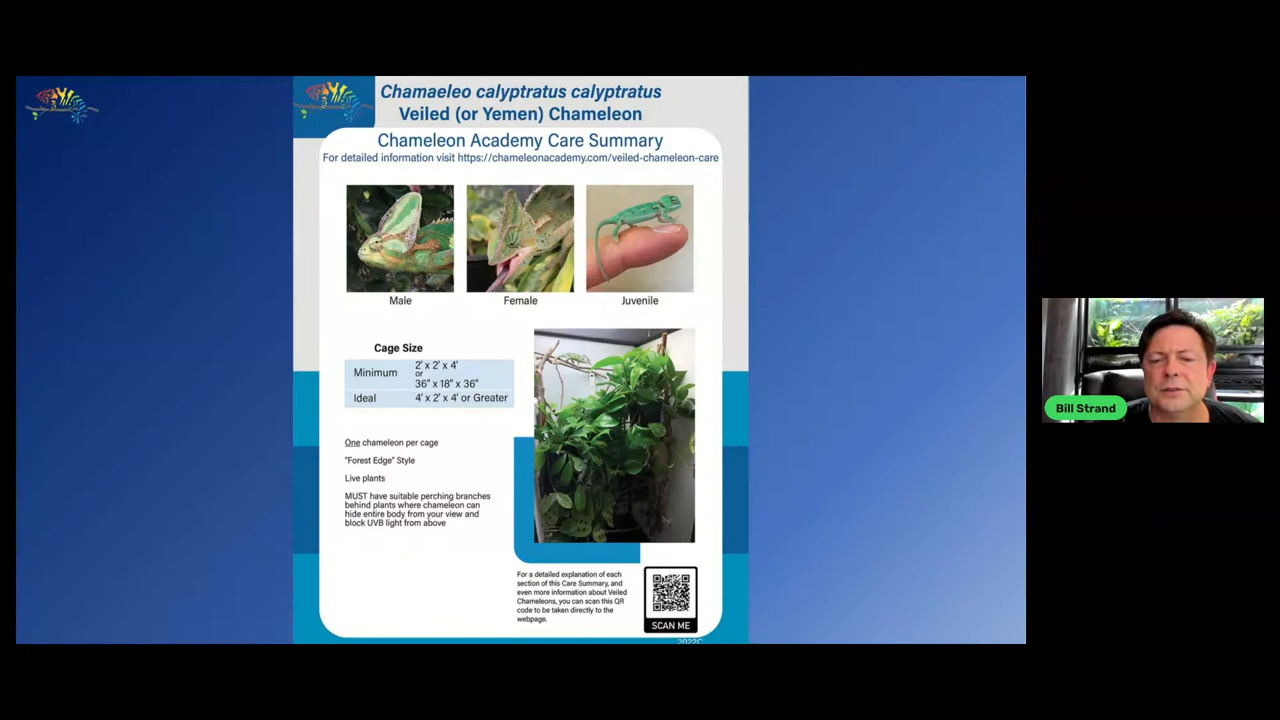 Chamaeleo calyptratus calyptratus
Veiled (or Yemen) Chameleon
Chameleon Academy Care Summary
For detailed information visit https://chameleonacademy.com/veiled-chameleon-care
Male
Female
Juvenile
Cage Size
Minimum
2' x 2' x 4'
or
36" x 18" x 36"
Ideal
4' x 2' x 4' or Greater
One chameleon per cage
"Forest Edge" Style
Live plants
MUST have suitable perching branches
behind plants where chameleon can
hide entire body from your view and
block UVB light from above
For a detailed explanation of each
section of this Care Summary, and
even more information about Veiled
Chameleons, you can scan this QR
code to be taken directly to the
webpage.
SCAN ME
2022C
Bill Strand